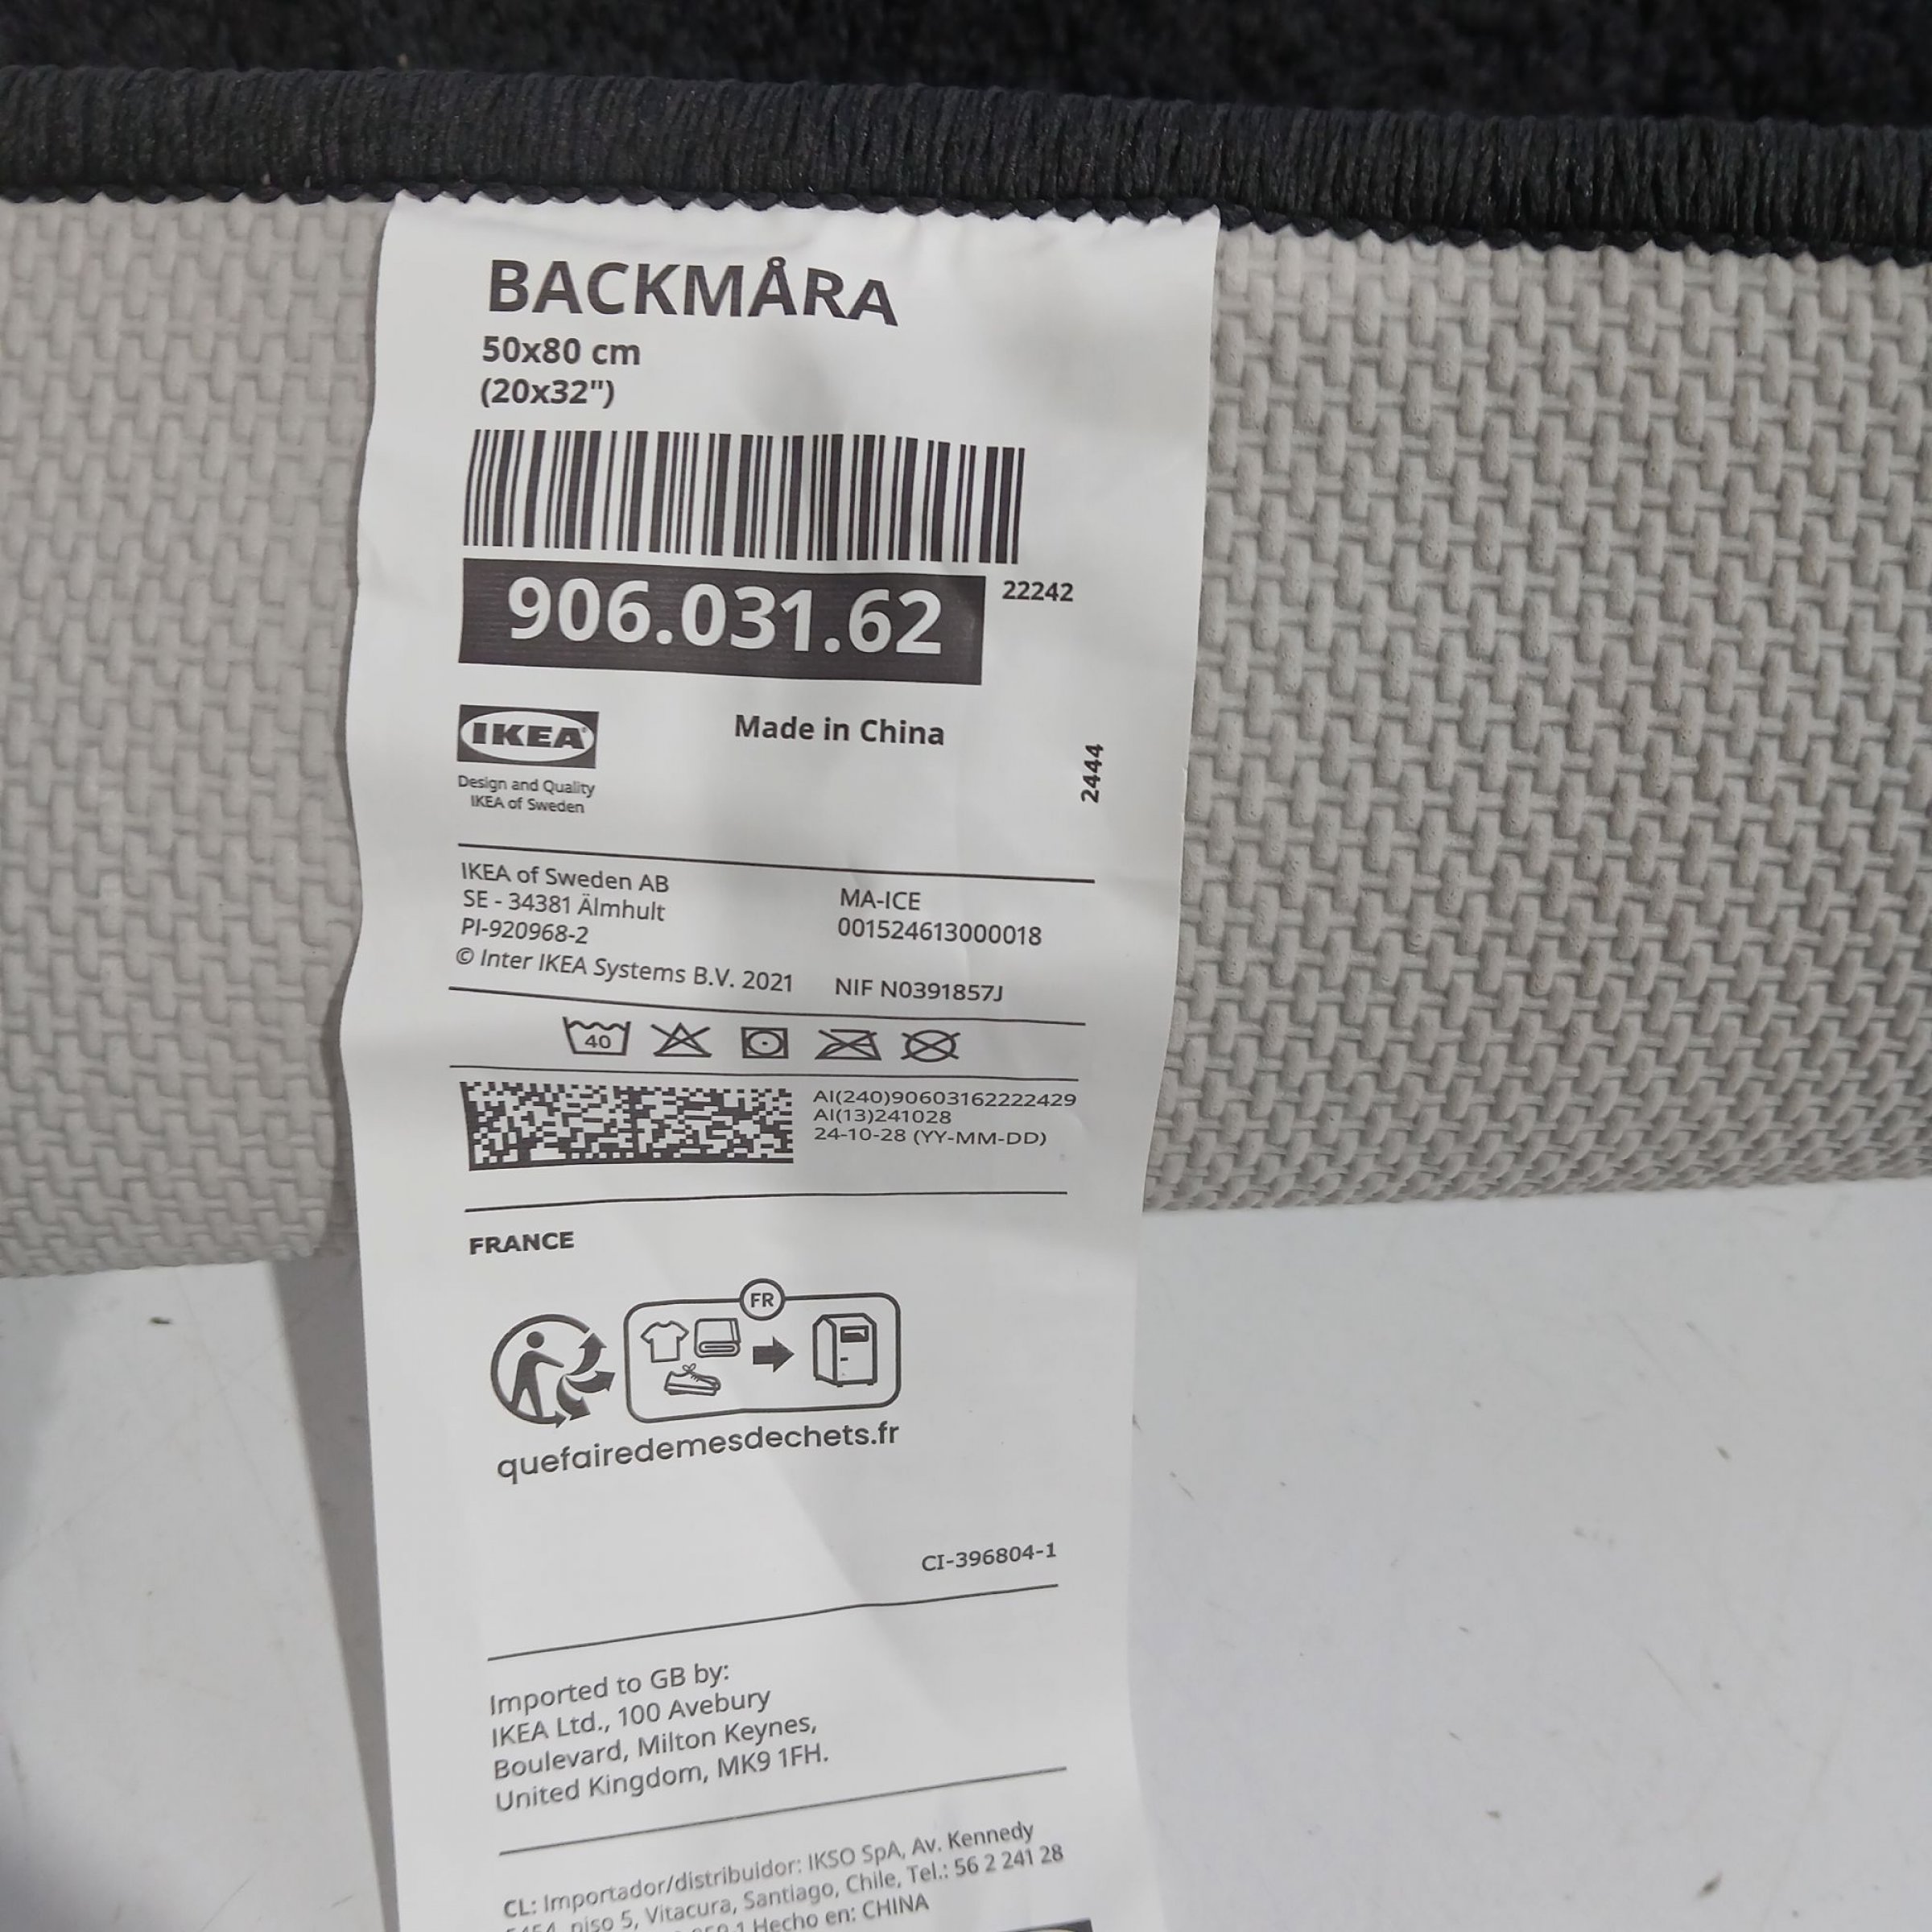 BACKMÅRA
50x80 cm
(20x32")
906.031.62
22242
IKEA
Design and Quality
IKEA of Sweden
Made in China
2444
IKEA of Sweden AB
SE - 34381 Älmhult
PI-920968-2
© Inter IKEA Systems B.V. 2021
MA-ICE
001524613000018
NIF N0391857J
40
AI(240)90603162222429
AI(13)241028
24-10-28 (YY-MM-DD)
FRANCE
FR
quefairedemesdechets.fr
CI-396804-1
Imported to GB by:
IKEA Ltd., 100 Avebury
Boulevard, Milton Keynes,
United Kingdom, MK9 1FH.
CL: Importador/distribuidor: IKSO SpA, Av. Kennedy
piso 5, Vitacura, Santiago, Chile, Tel.: 56 2 241 28
Hecho en: CHINA